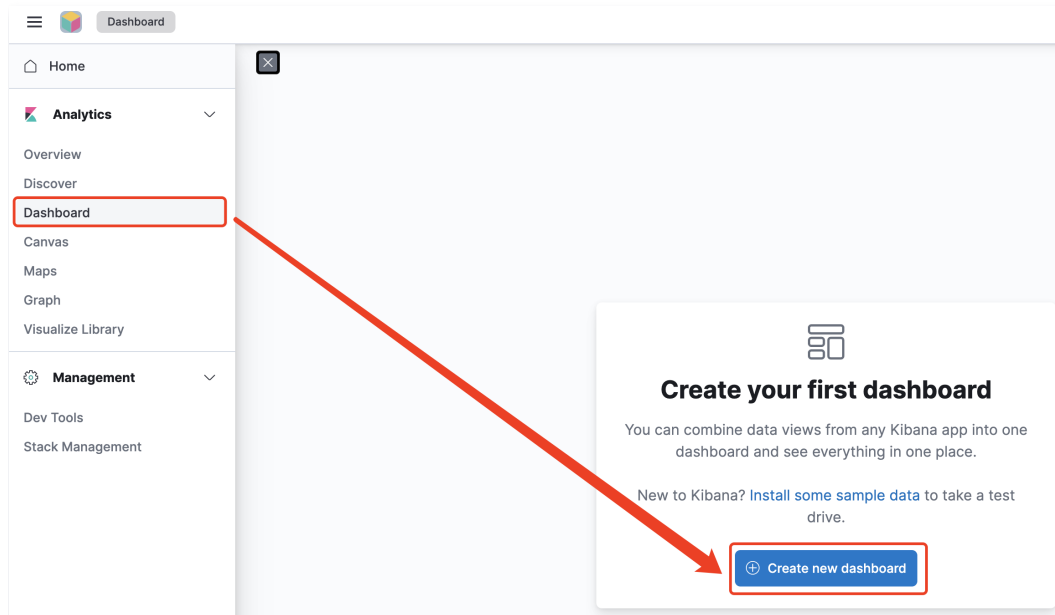 Dashboard
Home
Analytics
Overview
Discover
Dashboard
Canvas
Maps
Graph
Visualize Library
Management
Dev Tools
Stack Management
Create your first dashboard
You can combine data views from any Kibana app into one
dashboard and see everything in one place.
New to Kibana? Install some sample data to take a test
drive.
Create new dashboard